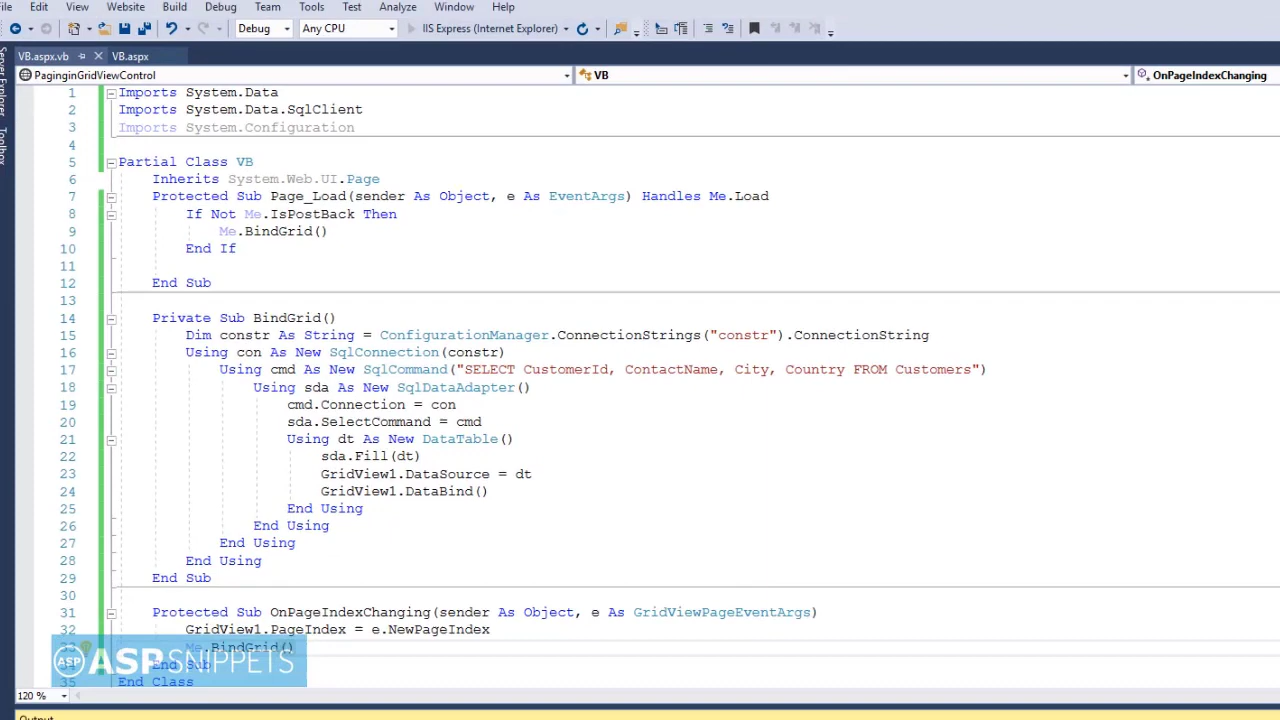 File Edit View Website Build Debug Team Tools Test Analyze Window Help
Debug Any CPU IIS Express (Internet Explorer)
VB.aspx.vb VB.aspx
Server Explorer
Toolbox
PaginginGridViewControl VB OnPageIndexChanging
1 Imports System.Data
2 Imports System.Data.SqlClient
3 Imports System.Configuration
4
5 Partial Class VB
6 Inherits System.Web.UI.Page
7 Protected Sub Page_Load(sender As Object, e As EventArgs) Handles Me.Load
8 If Not Me.IsPostBack Then
9 Me.BindGrid()
10 End If
11
12 End Sub
13
14 Private Sub BindGrid()
15 Dim constr As String = ConfigurationManager.ConnectionStrings("constr").ConnectionString
16 Using con As New SqlConnection(constr)
17 Using cmd As New SqlCommand("SELECT CustomerId, ContactName, City, Country FROM Customers")
18 Using sda As New SqlDataAdapter()
19 cmd.Connection = con
20 sda.SelectCommand = cmd
21 Using dt As New DataTable()
22 sda.Fill(dt)
23 GridView1.DataSource = dt
24 GridView1.DataBind()
25 End Using
26 End Using
27 End Using
28 End Using
29 End Sub
30
31 Protected Sub OnPageIndexChanging(sender As Object, e As GridViewPageEventArgs)
32 GridView1.PageIndex = e.NewPageIndex
33 Me.BindGrid()
34 End Sub
35 End Class
ASP ASPSNIPPETS
120 %
Output